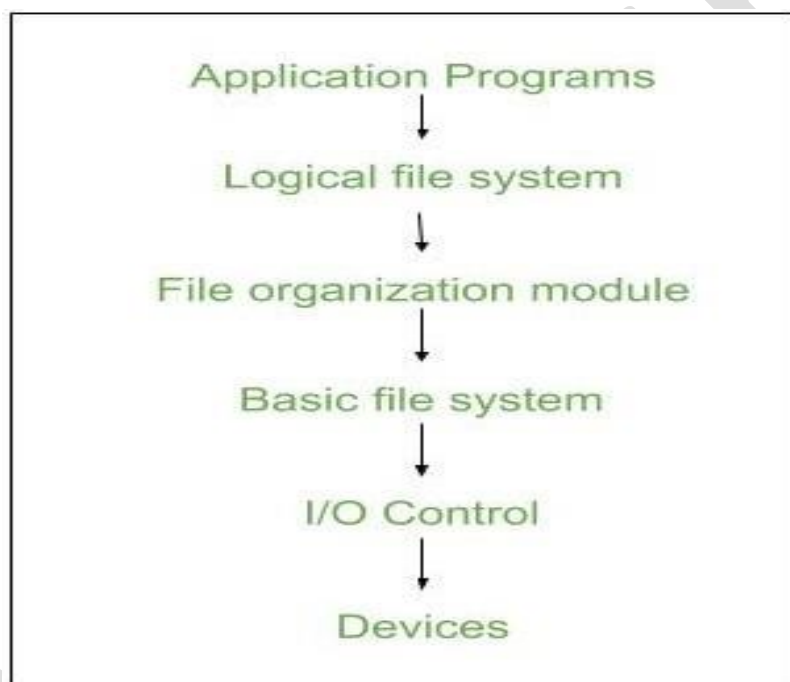 Application Programs
Logical file system
File organization module
Basic file system
I/O Control
Devices